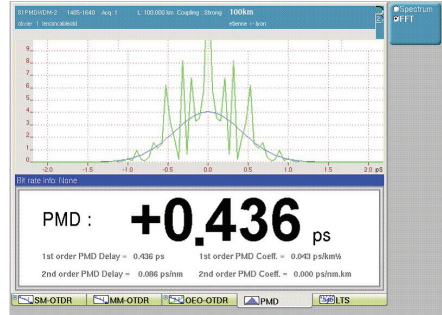 81PMDWDM-2 1485-1640 Acq: 1 L: 100.000 km Coupling : Strong 100km
etienne -- lyon
Spectrum
FFT
9
8
7
6
5
4
3
2
1
0
-2.0 -1.5 -1.0 -0.5 0.0 0.5 1.0 1.5 2.0 pS
Bit rate info: None
PMD : +0.436 ps
1st order PMD Delay = 0.436 ps 1st order PMD Coeff. = 0.043 ps/km½
2nd order PMD Delay = 0.086 ps/nm 2nd order PMD Coeff. = 0.000 ps/nm.km
SM-OTDR MM-OTDR OEO-OTDR PMD LTS